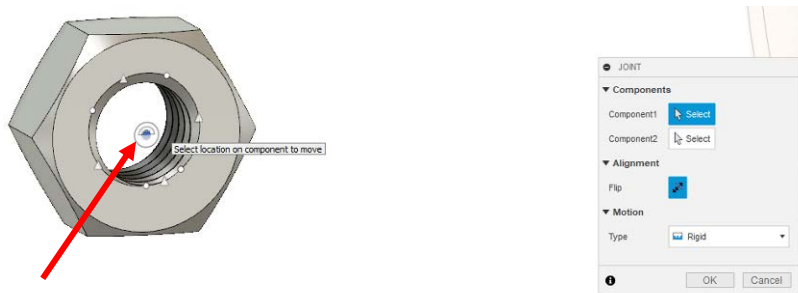 Select location on component to move
JOINT
Components
Component1 Select
Component2 Select
Alignment
Flip
Motion
Type Rigid
OK Cancel